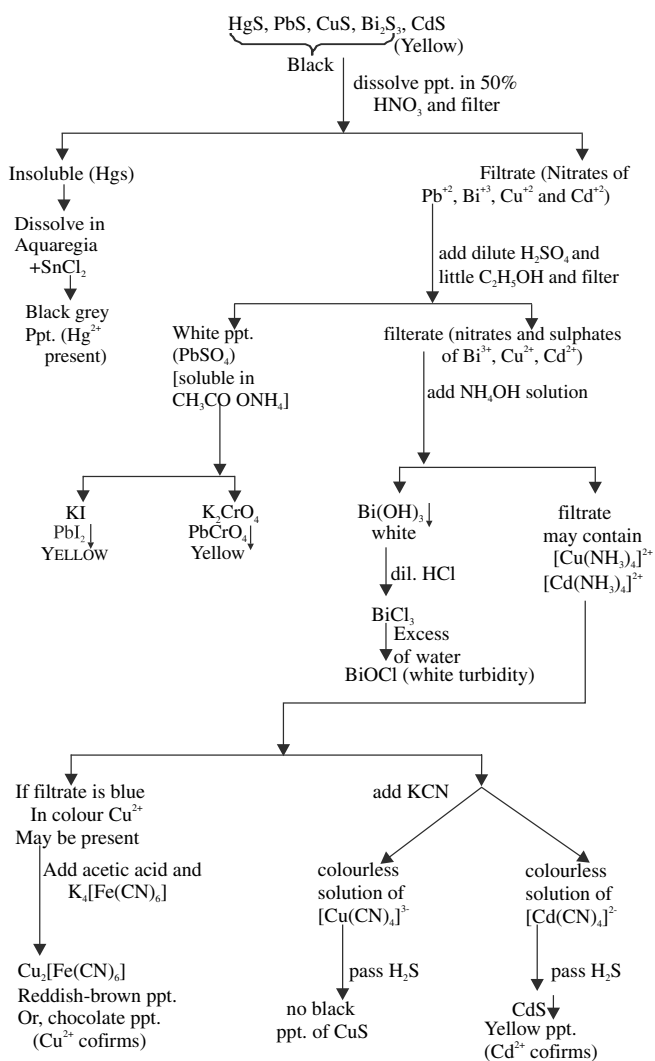 HgS, PbS, CuS, Bi₂S₃, CdS
(Yellow)
Black
dissolve ppt. in 50%
HNO₃ and filter
Insoluble (Hgs)
Dissolve in
Aquaregia
+SnCl₂
Black grey
Ppt. (Hg²⁺
present)
Filtrate (Nitrates of
Pb⁺², Bi⁺³, Cu⁺² and Cd⁺²)
add dilute H₂SO₄ and
little C₂H₅OH and filter
White ppt.
(PbSO₄)
[soluble in
CH₃CO ONH₄]
filterate (nitrates and sulphates
of Bi³⁺, Cu²⁺, Cd²⁺)
add NH₄OH solution
KI
PbI₂↓
YELLOW
K₂CrO₄
PbCrO₄↓
Yellow
Bi(OH)₃↓
white
dil. HCl
BiCl₃
Excess
of water
BiOCl (white turbidity)
filtrate
may contain
[Cu(NH₃)₄]²⁺
[Cd(NH₃)₄]²⁺
If filtrate is blue
In colour Cu²⁺
May be present
Add acetic acid and
K₄[Fe(CN)₆]
Cu₂[Fe(CN)₆]
Reddish-brown ppt.
Or, chocolate ppt.
(Cu²⁺ cofirms)
add KCN
colourless
solution of
[Cu(CN)₄]³⁻
pass H₂S
no black
ppt. of CuS
colourless
solution of
[Cd(CN)₄]²⁻
pass H₂S
CdS↓
Yellow ppt.
(Cd²⁺ cofirms)